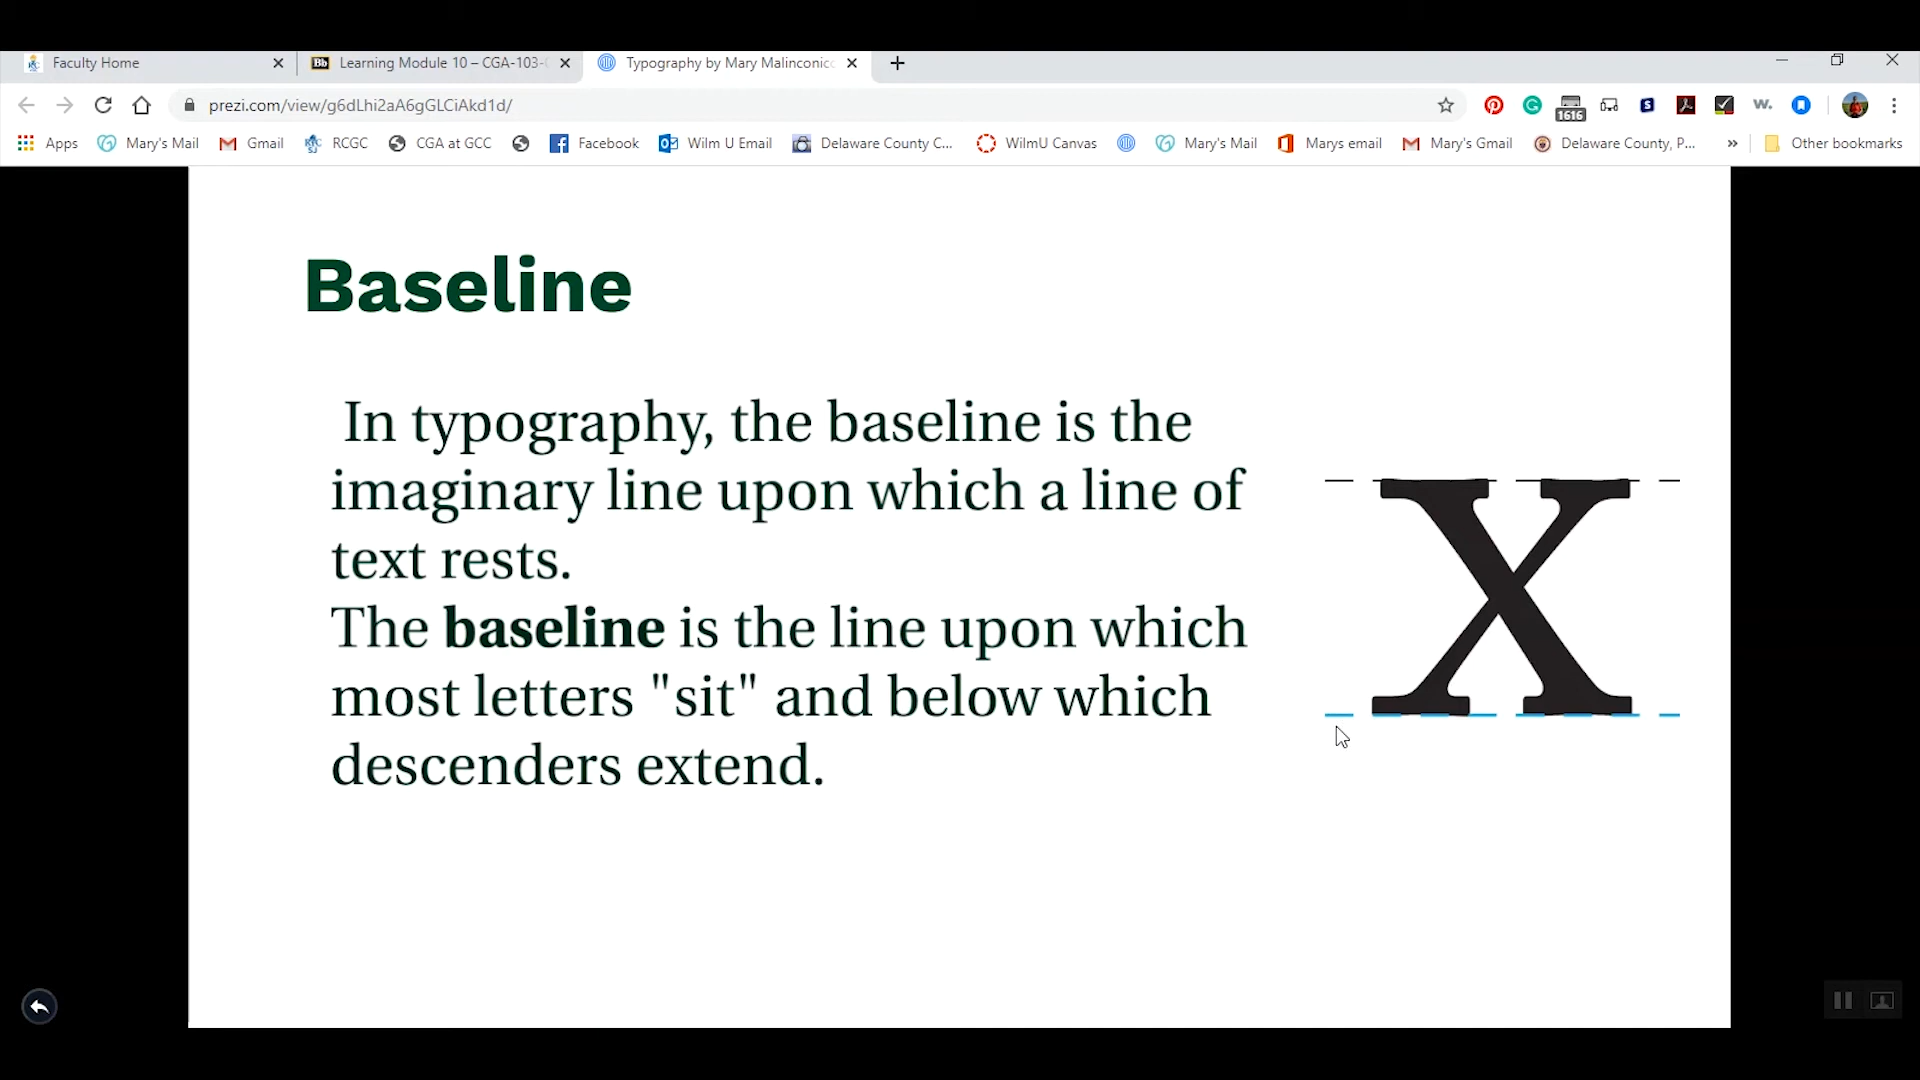 Faculty Home
Learning Module 10 – CGA-103-
Typography by Mary Malinconic
prezi.com/view/g6dLhi2aA6gGLCiAkd1d/
1616
w.
Apps Mary's Mail Gmail RCGC CGA at GCC Facebook Wilm U Email Delaware County C... WilmU Canvas Mary's Mail Marys email Mary's Gmail Delaware County, P... » Other bookmarks
Baseline
In typography, the baseline is the
imaginary line upon which a line of
text rests.
The baseline is the line upon which
most letters "sit" and below which
descenders extend.
x